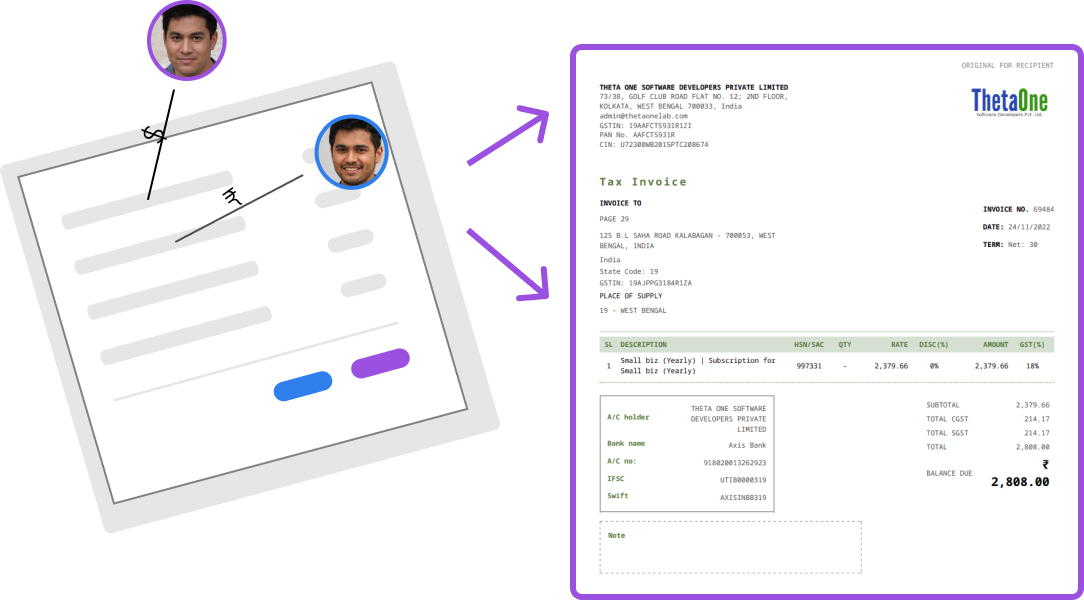 $
₹
ORIGINAL FOR RECIPIENT
THETA ONE SOFTWARE DEVELOPERS PRIVATE LIMITED
73/38, GOLF CLUB ROAD FLAT NO. 12; 2ND FLOOR,
KOLKATA, WEST BENGAL 700033, India
admin@thetaonelab.com
GSTIN: 19AAFCT5931R1ZI
PAN No. AAFCT5931R
CIN: U72300WB2015PTC208674
ThetaOne
Software Developers Pvt. Ltd.
Tax Invoice
INVOICE TO
PAGE 29
125 B.L SAHA ROAD KALABAGAN - 700053, WEST
BENGAL, INDIA
India
State Code: 19
GSTIN: 19AJPPG3184R1ZA
PLACE OF SUPPLY
19 - WEST BENGAL
INVOICE NO. 69484
DATE: 24/11/2022
TERM: Net: 30
SL DESCRIPTION HSN/SAC QTY RATE DISC(%) AMOUNT GST(%)
1 Small biz (Yearly) | Subscription for 997331 - 2,379.66 0% 2,379.66 18%
Small biz (Yearly)
A/C holder THETA ONE SOFTWARE
DEVELOPERS PRIVATE
LIMITED
Bank name Axis Bank
A/C no: 918020013262923
IFSC UTIB0000319
Swift AXISINBB319
SUBTOTAL 2,379.66
TOTAL CGST 214.17
TOTAL SGST 214.17
TOTAL 2,808.00
BALANCE DUE ₹
2,808.00
Note